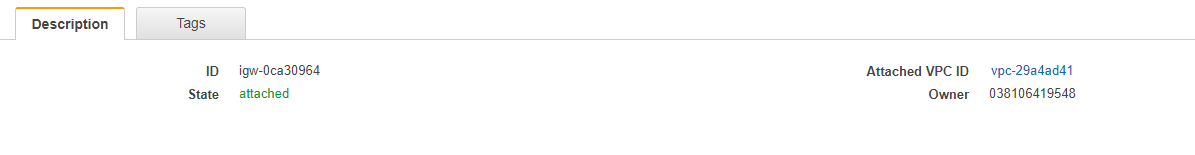 Description Tags
ID igw-0ca30964 Attached VPC ID vpc-29a4ad41
State attached Owner 038106419548